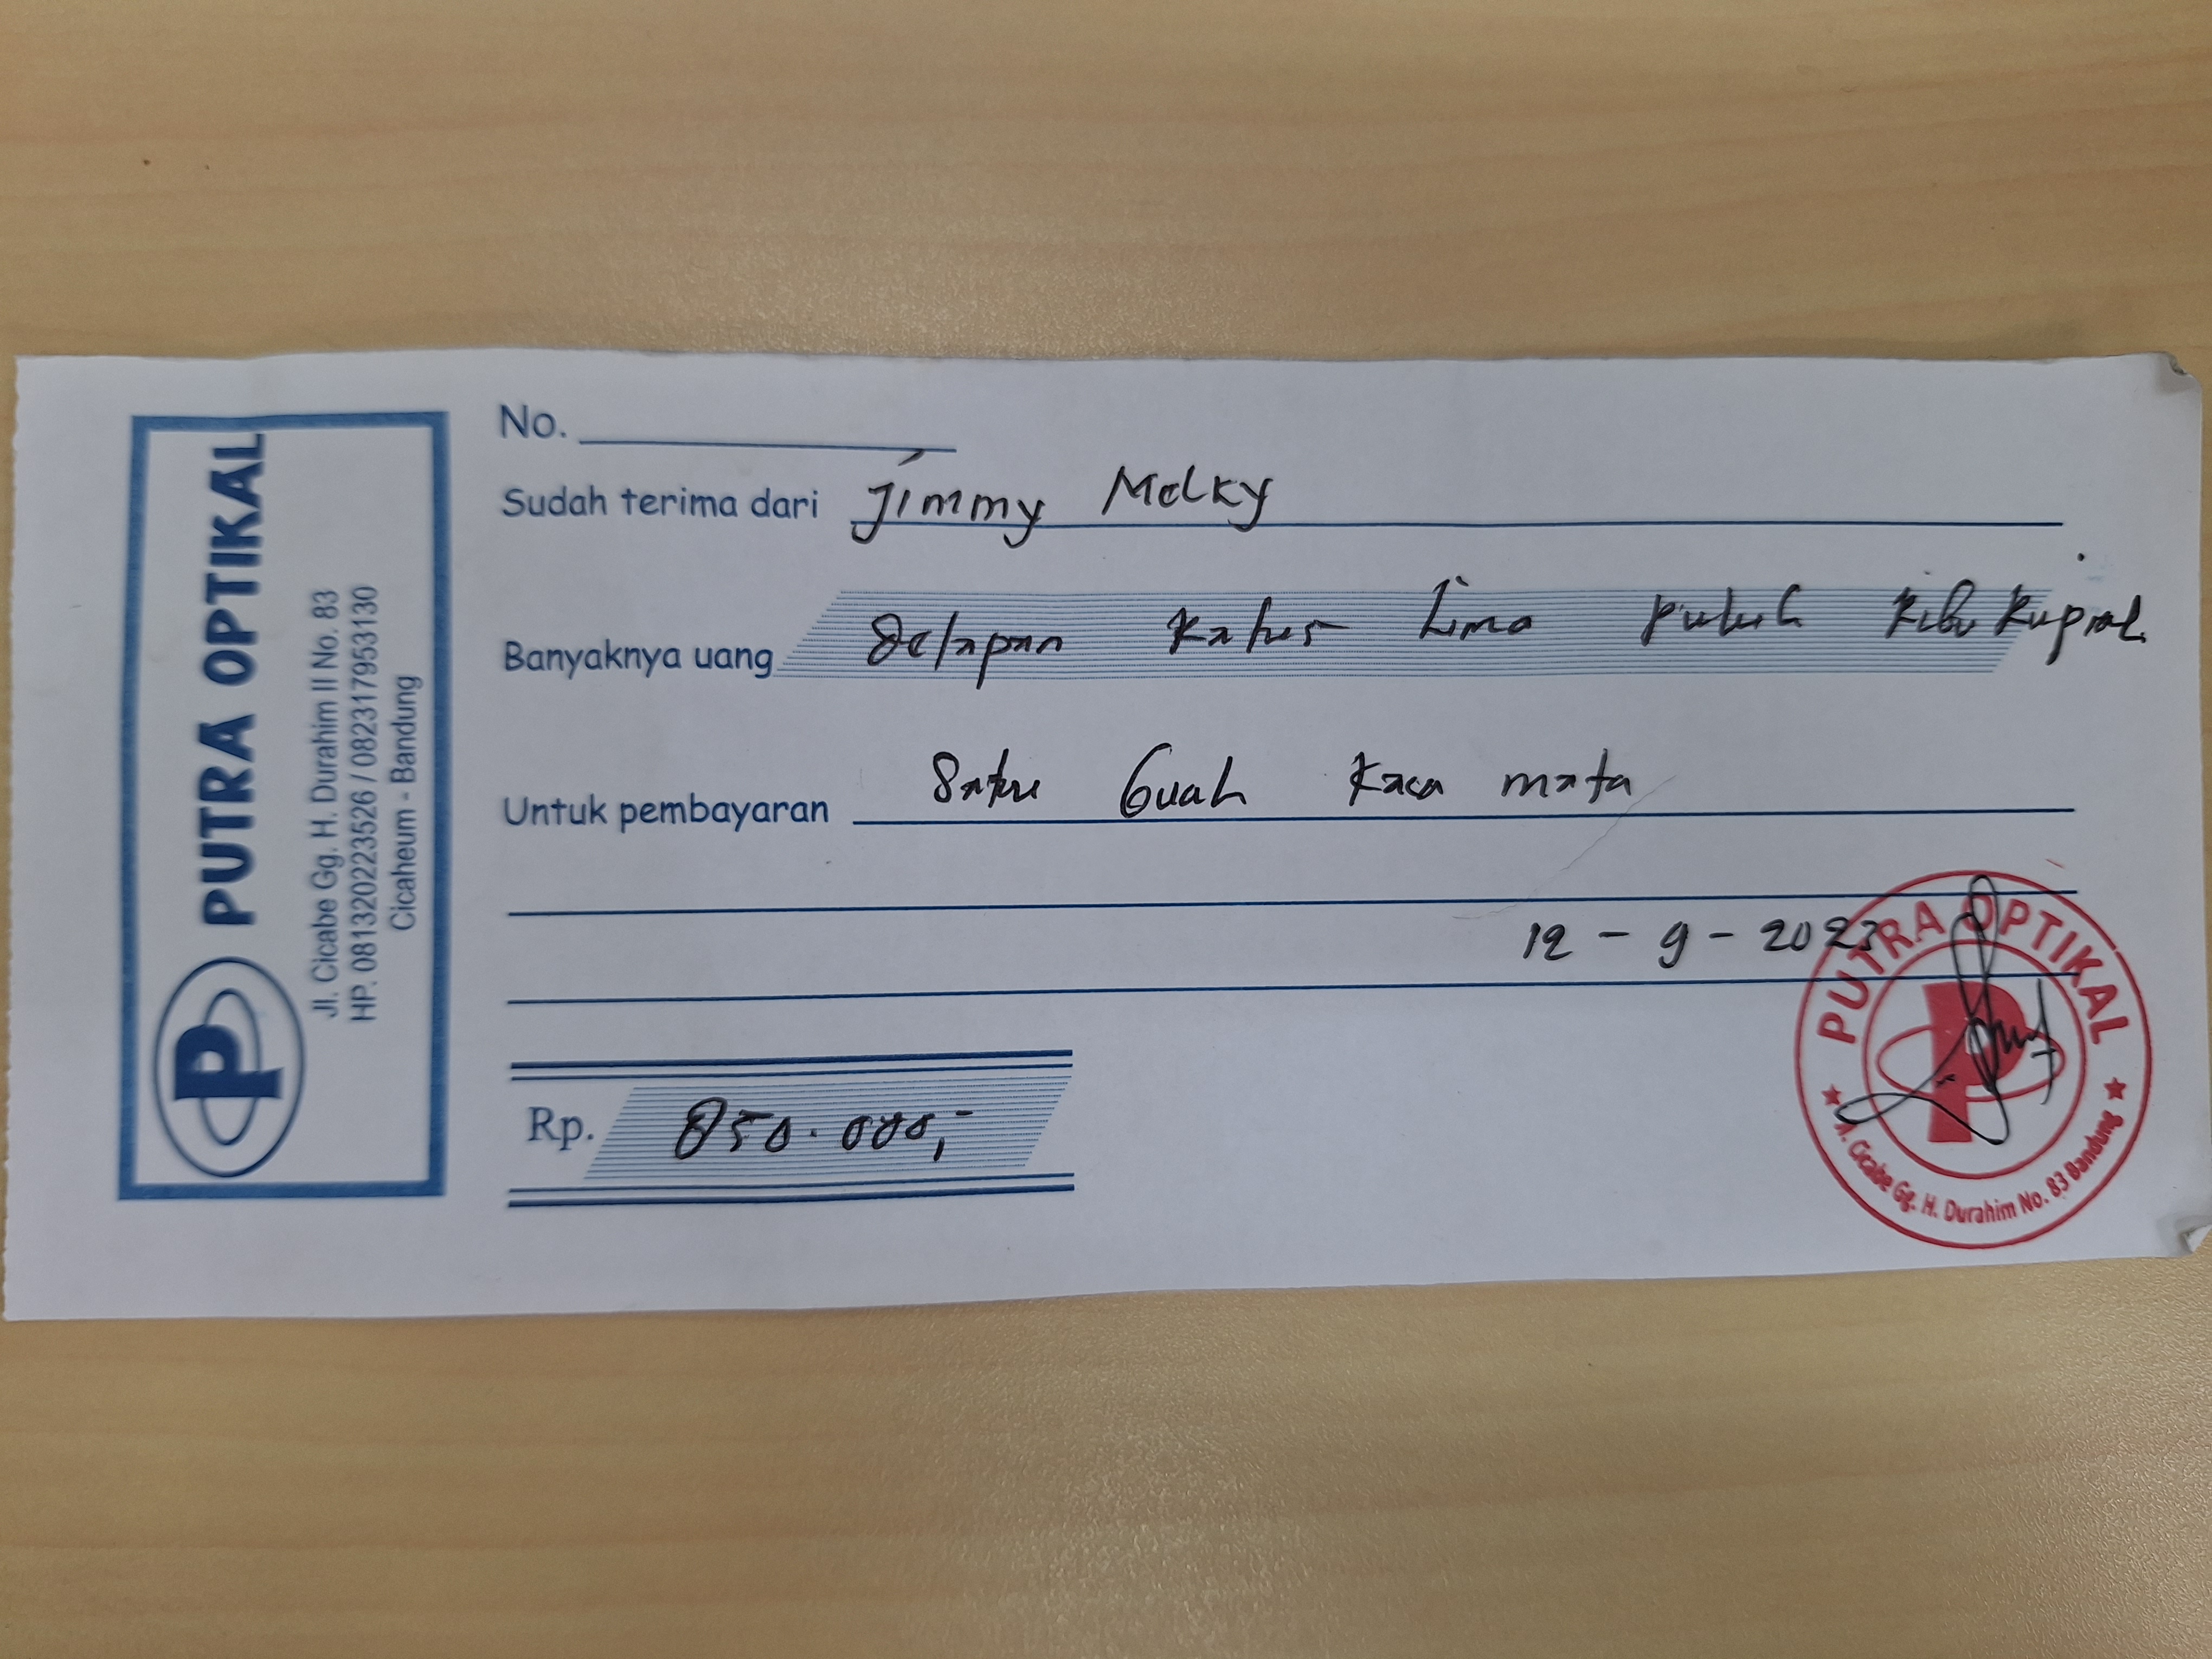 PUTRA OPTIKAL
Jl. Cicabe Gg. H. Durahim II No. 83
HP. 081320223526 / 082317953130
Cicaheum - Bandung
No.
Sudah terima dari Jimmy Melky
Banyaknya uang Delapan Ratus Lima puluh Ribu Rupiah
Untuk pembayaran Satu buah kaca mata
12 - 9 - 2023
Rp. 850.000,-
PUTRA OPTIKAL
Jl. Cicabe Gg. H. Durahim No. 83 Bandung